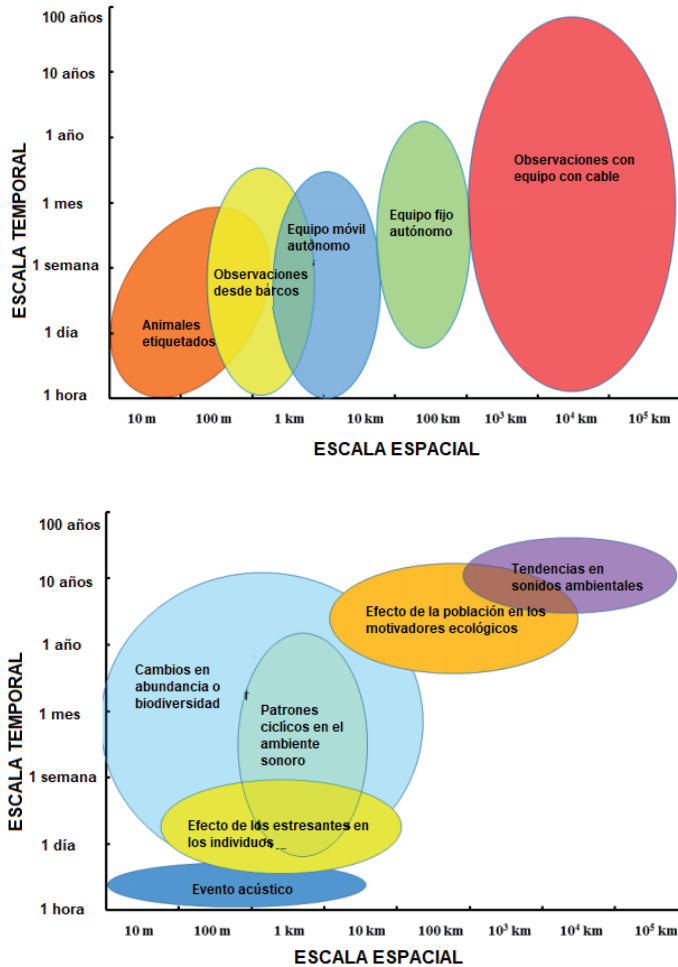 100 años
10 años
1 año
1 mes
1 semana
1 día
1 hora
ESCALA TEMPORAL
Observaciones con
equipo con cable
Equipo móvil
autónomo
Equipo fijo
autónomo
Observaciones
desde barcos
Animales
etiquetados
10 m 100 m 1 km 10 km 100 km 10³ km 10⁴ km 10⁵ km
ESCALA ESPACIAL
100 años
10 años
1 año
1 mes
1 semana
1 día
1 hora
ESCALA TEMPORAL
Tendencias en
sonidos ambientales
Efecto de la población en los
motivadores ecológicos
Cambios en
abundancia o
biodiversidad
Patrones
ciclícos en el
ambiente
sonoro
Efecto de los estresantes en
los individuos
Evento acústico
10 m 100 m 1 km 10 km 100 km 10³ km 10⁴ km 10⁵ km
ESCALA ESPACIAL